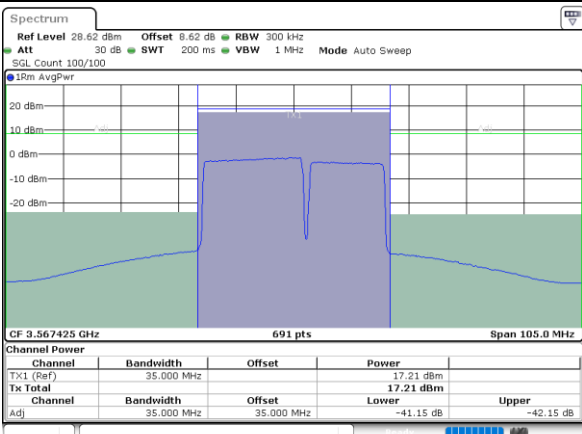 Spectrum
Ref Level 28.62 dBm Offset 8.62 dB RBW 300 kHz
Att 30 dB SWT 200 ms VBW 1 MHz Mode Auto Sweep
SGL Count 100/100
1Rm AvgPwr
20 dBm
TX1
10 dBm Adj Adj
0 dBm
-10 dBm
-20 dBm
CF 3.567425 GHz 691 pts Span 105.0 MHz
Channel Power
Channel Bandwidth Offset Power
TX1 (Ref) 35.000 MHz 17.21 dBm
Tx Total 17.21 dBm
Channel Bandwidth Offset Lower Upper
Adj 35.000 MHz 35.000 MHz -41.15 dB -42.15 dB